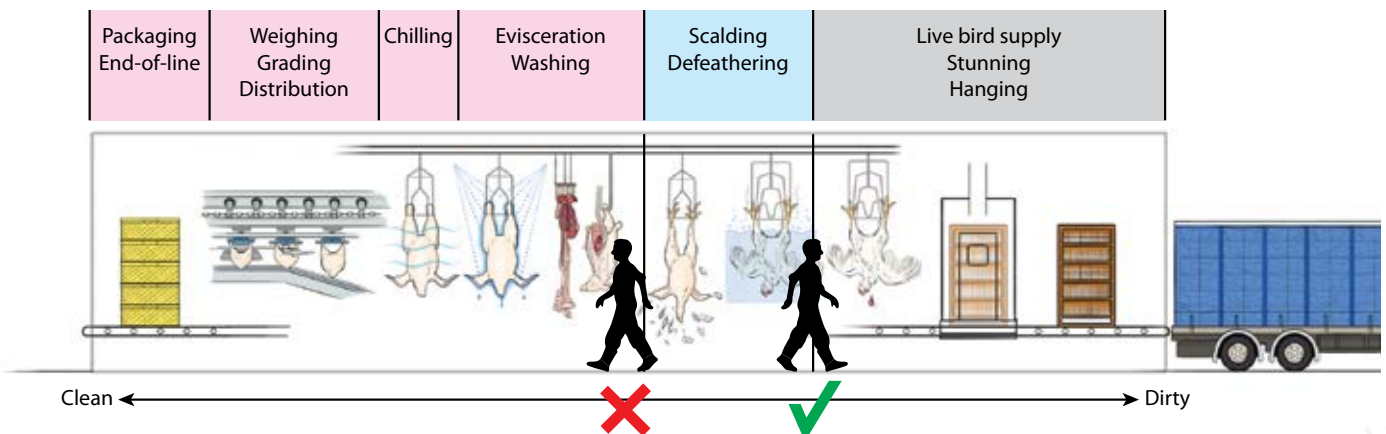 Packaging
End-of-line
Weighing
Grading
Distribution
Chilling
Evisceration
Washing
Scalding
Defeathering
Live bird supply
Stunning
Hanging
Clean
Dirty